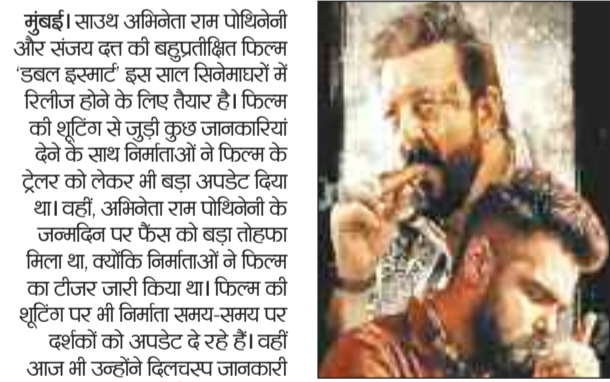 मुंबई। साउथ अभिनेता राम पोथिनेनी
और संजय दत्त की बहुप्रतीक्षित फिल्म
'डबल इस्मार्ट' इस साल सिनेमाघरों में
रिलीज होने के लिए तैयार है। फिल्म
की शूटिंग से जुड़ी कुछ जानकारियां
देने के साथ निर्माताओं ने फिल्म के
ट्रेलर को लेकर भी बड़ा अपडेट दिया
था। वहीं, अभिनेता राम पोथिनेनी के
जन्मदिन पर फैंस को बड़ा तोहफा
मिला था, क्योंकि निर्माताओं ने फिल्म
का टीजर जारी किया था। फिल्म की
शूटिंग पर भी निर्माता समय-समय पर
दर्शकों को अपडेट दे रहे हैं। वहीं
आज भी उन्होंने दिलचस्प जानकारी